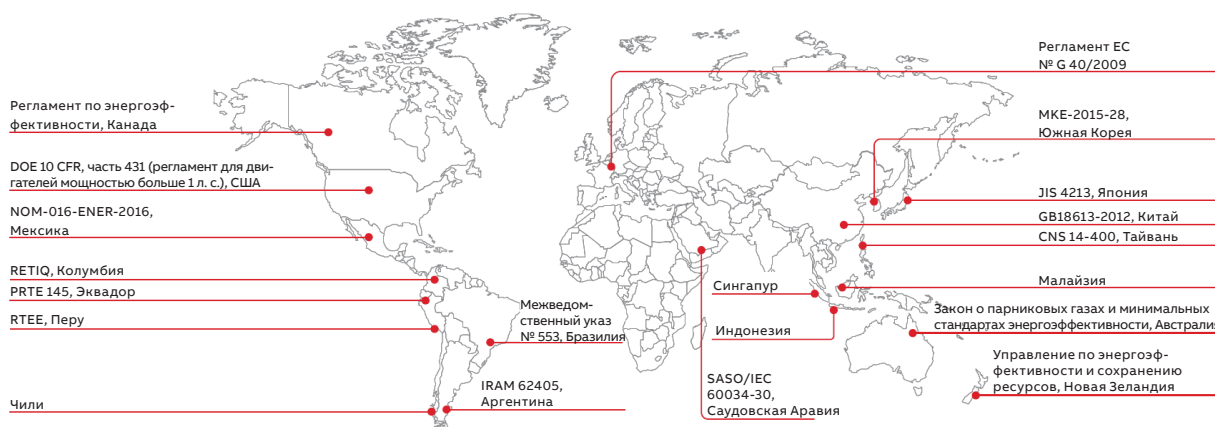 Регламент по энергоэф-
фективности, Канада
DOE 10 CFR, часть 431 (регламент для дви-
гателей мощностью больше 1 л. с.), США
NOM-016-ENER-2016,
Мексика
RETIQ, Колумбия
PRTE 145, Эквадор
RTEE, Перу
Чили
Межведом-
ственный указ
№ 553, Бразилия
IRAM 62405,
Аргентина
Регламент ЕС
№ G 40/2009
MKE-2015-28,
Южная Корея
JIS 4213, Япония
GB18613-2012, Китай
CNS 14-400, Тайвань
Сингапур
Малайзия
Индонезия
Закон о парниковых газах и минимальных
стандартах энергоэффективности, Австралия
SASO/IEC
60034-30,
Саудовская Аравия
Управление по энергоэф-
фективности и сохранению
ресурсов, Новая Зеландия